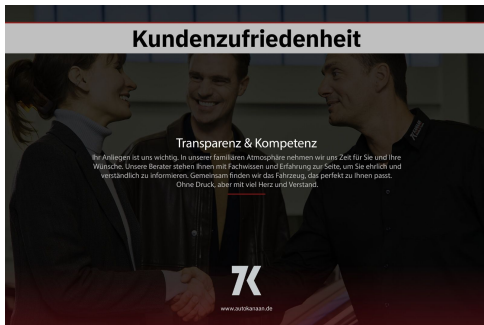 Kundenzufriedenheit
Transparenz & Kompetenz
Ihr Anliegen ist uns wichtig. In unserer familiären Atmosphäre nehmen wir uns Zeit für Sie und Ihre
Wünsche. Unsere Berater stehen Ihnen mit Fachwissen und Erfahrung zur Seite, um Sie ehrlich und
verständlich zu informieren. Gemeinsam finden wir das Fahrzeug, das perfekt zu Ihnen passt.
Ohne Druck, aber mit viel Herz und Verstand.
www.autokanaan.de